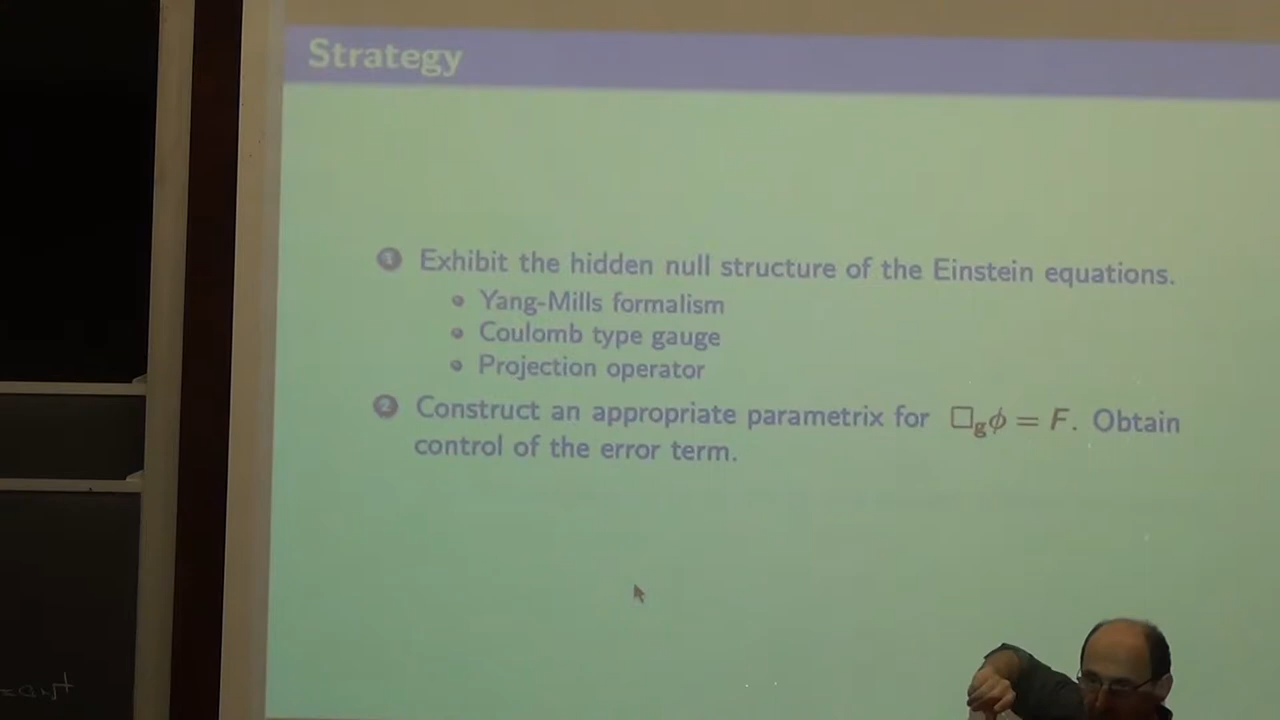 Strategy
1 Exhibit the hidden null structure of the Einstein equations.
• Yang-Mills formalism
• Coulomb type gauge
• Projection operator
2 Construct an appropriate parametrix for □gϕ = F. Obtain
control of the error term.